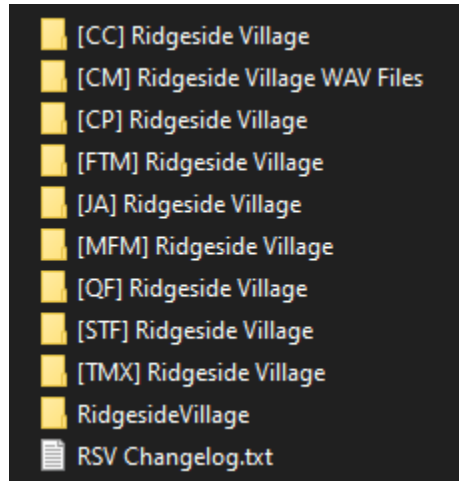 [CC] Ridgeside Village
[CM] Ridgeside Village WAV Files
[CP] Ridgeside Village
[FTM] Ridgeside Village
[JA] Ridgeside Village
[MFM] Ridgeside Village
[QF] Ridgeside Village
[STF] Ridgeside Village
[TMX] Ridgeside Village
RidgesideVillage
RSV Changelog.txt